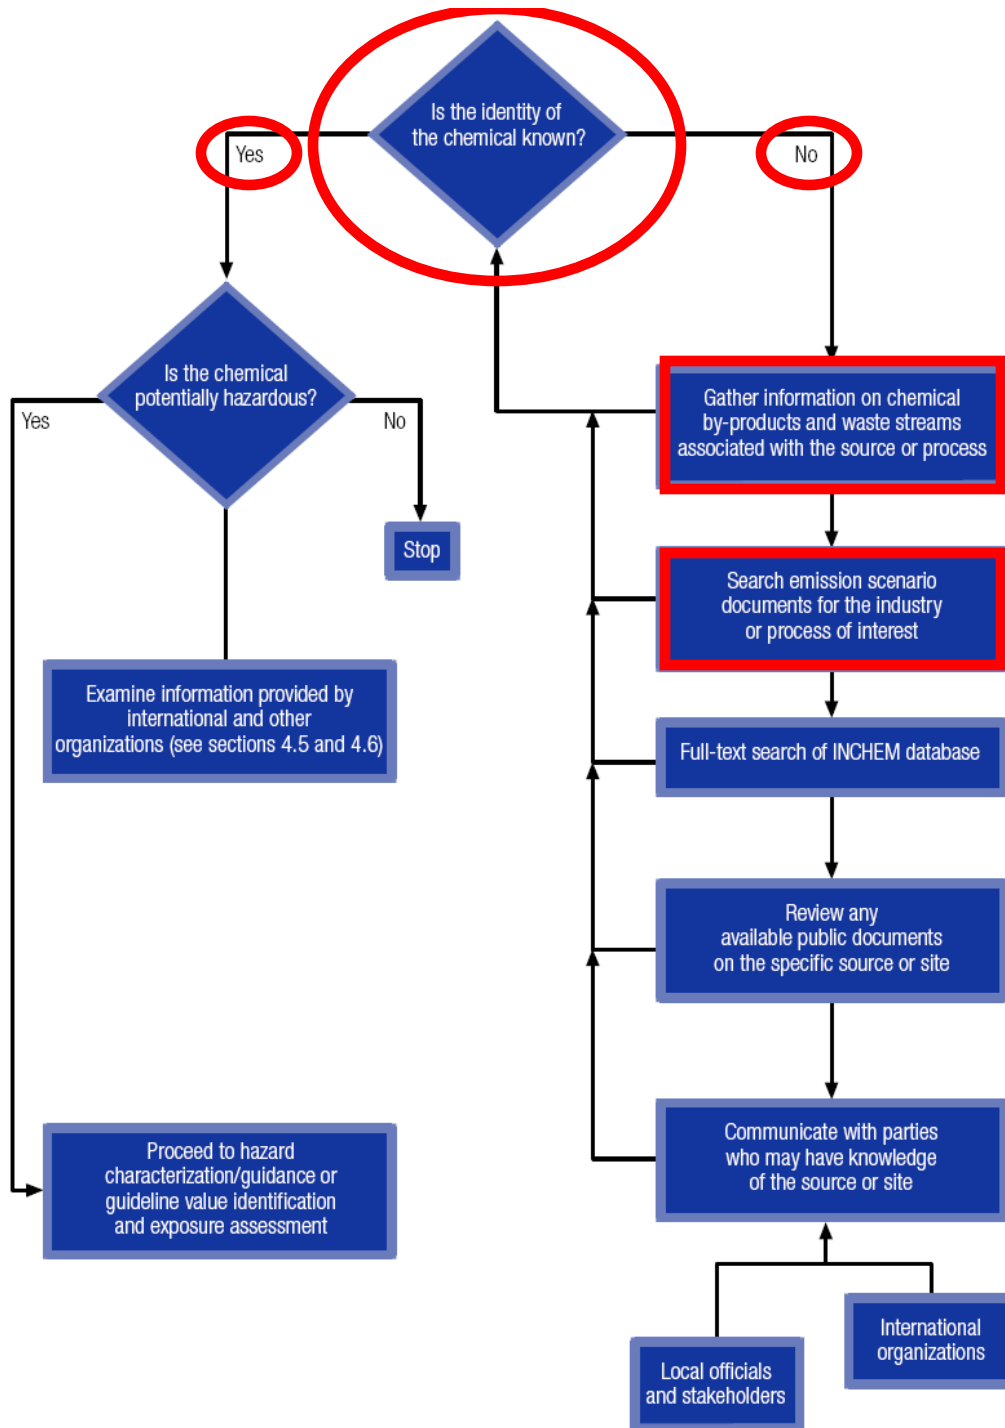 Is the identity of
the chemical known?
Yes
No
Is the chemical
potentially hazardous?
Yes
No
Stop
Examine information provided by
international and other
organizations (see sections 4.5 and 4.6)
Proceed to hazard
characterization/guidance or
guideline value identification
and exposure assessment
Gather information on chemical
by-products and waste streams
associated with the source or process
Search emission scenario
documents for the industry
or process of interest
Full-text search of INCHEM database
Review any
available public documents
on the specific source or site
Communicate with parties
who may have knowledge
of the source or site
Local officials
and stakeholders
International
organizations